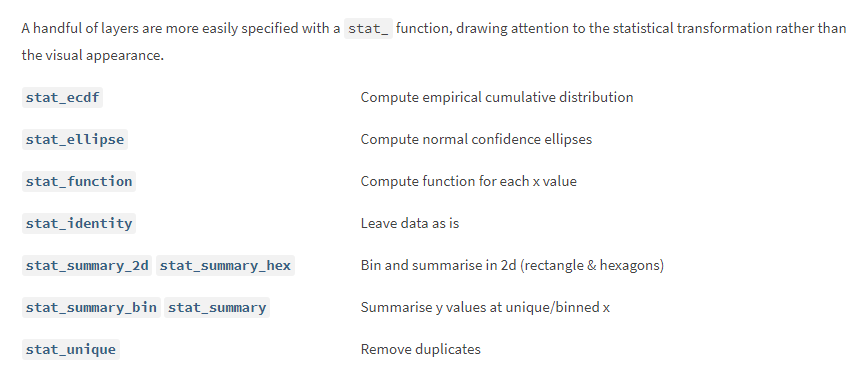 A handful of layers are more easily specified with a stat_ function, drawing attention to the statistical transformation rather than
the visual appearance.
stat_ecdf Compute empirical cumulative distribution
stat_ellipse Compute normal confidence ellipses
stat_function Compute function for each x value
stat_identity Leave data as is
stat_summary_2d stat_summary_hex Bin and summarise in 2d (rectangle & hexagons)
stat_summary_bin stat_summary Summarise y values at unique/binned x
stat_unique Remove duplicates